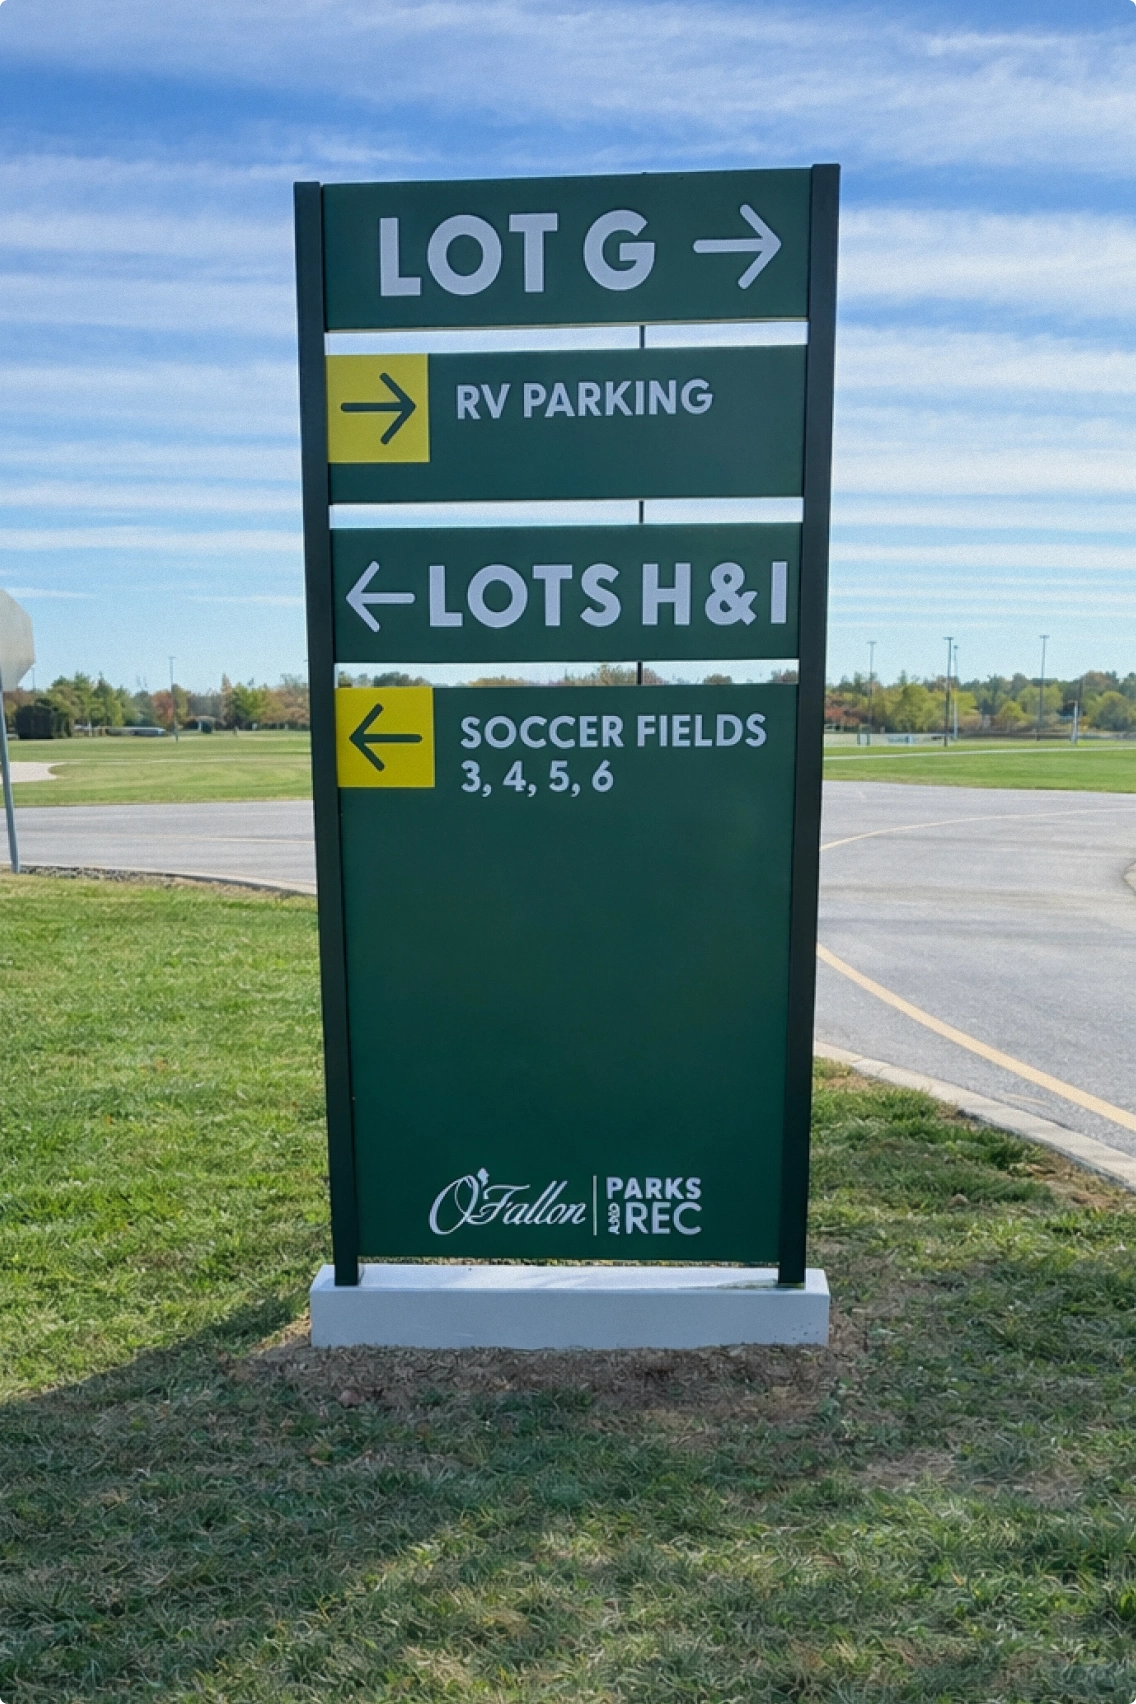 LOT G →
→ RV PARKING
← LOTS H&I
← SOCCER FIELDS
3, 4, 5, 6
O'Fallon | PARKS
AND REC